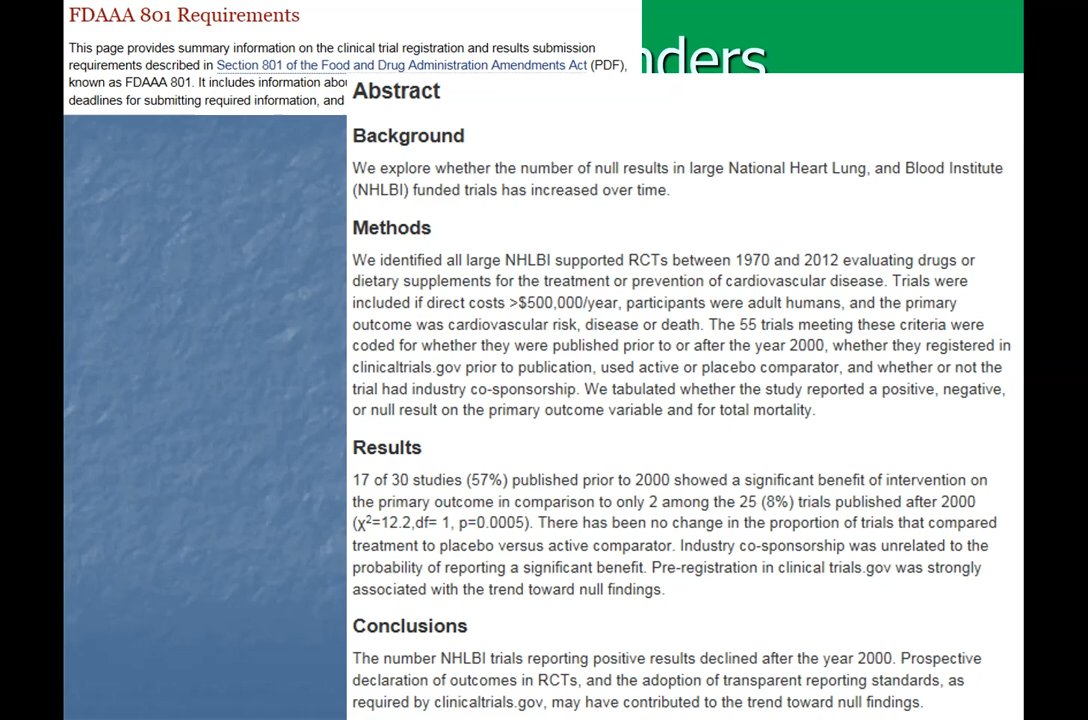 FDAAA 801 Requirements
This page provides summary information on the clinical trial registration and results submission
requirements described in Section 801 of the Food and Drug Administration Amendments Act (PDF),
known as FDAAA 801. It includes information
deadlines for submitting required information, and
Abstract
Background
We explore whether the number of null results in large National Heart Lung, and Blood Institute
(NHLBI) funded trials has increased over time.
Methods
We identified all large NHLBI supported RCTs between 1970 and 2012 evaluating drugs or
dietary supplements for the treatment or prevention of cardiovascular disease. Trials were
included if direct costs >$500,000/year, participants were adult humans, and the primary
outcome was cardiovascular risk, disease or death. The 55 trials meeting these criteria were
coded for whether they were published prior to or after the year 2000, whether they registered in
clinicaltrials.gov prior to publication, used active or placebo comparator, and whether or not the
trial had industry co-sponsorship. We tabulated whether the study reported a positive, negative,
or null result on the primary outcome variable and for total mortality.
Results
17 of 30 studies (57%) published prior to 2000 showed a significant benefit of intervention on
the primary outcome in comparison to only 2 among the 25 (8%) trials published after 2000
(χ2=12.2,df= 1, p=0.0005). There has been no change in the proportion of trials that compared
treatment to placebo versus active comparator. Industry co-sponsorship was unrelated to the
probability of reporting a significant benefit. Pre-registration in clinical trials.gov was strongly
associated with the trend toward null findings.
Conclusions
The number NHLBI trials reporting positive results declined after the year 2000. Prospective
declaration of outcomes in RCTs, and the adoption of transparent reporting standards, as
required by clinicaltrials.gov, may have contributed to the trend toward null findings.